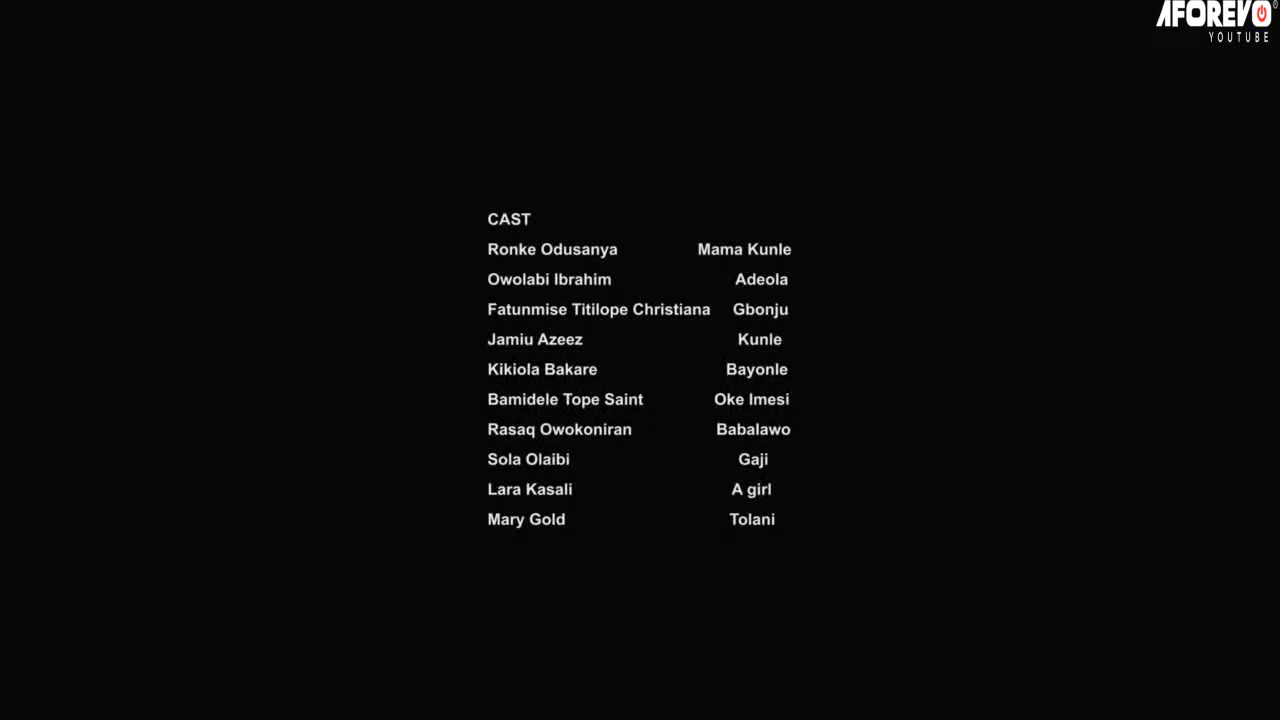 AFOREVO
YOUTUBE
CAST
Ronke Odusanya Mama Kunle
Owolabi Ibrahim Adeola
Fatunmise Titilope Christiana Gbonju
Jamiu Azeez Kunle
Kikiola Bakare Bayonle
Bamidele Tope Saint Oke Imesi
Rasaq Owokoniran Babalawo
Sola Olaibi Gaji
Lara Kasali A girl
Mary Gold Tolani